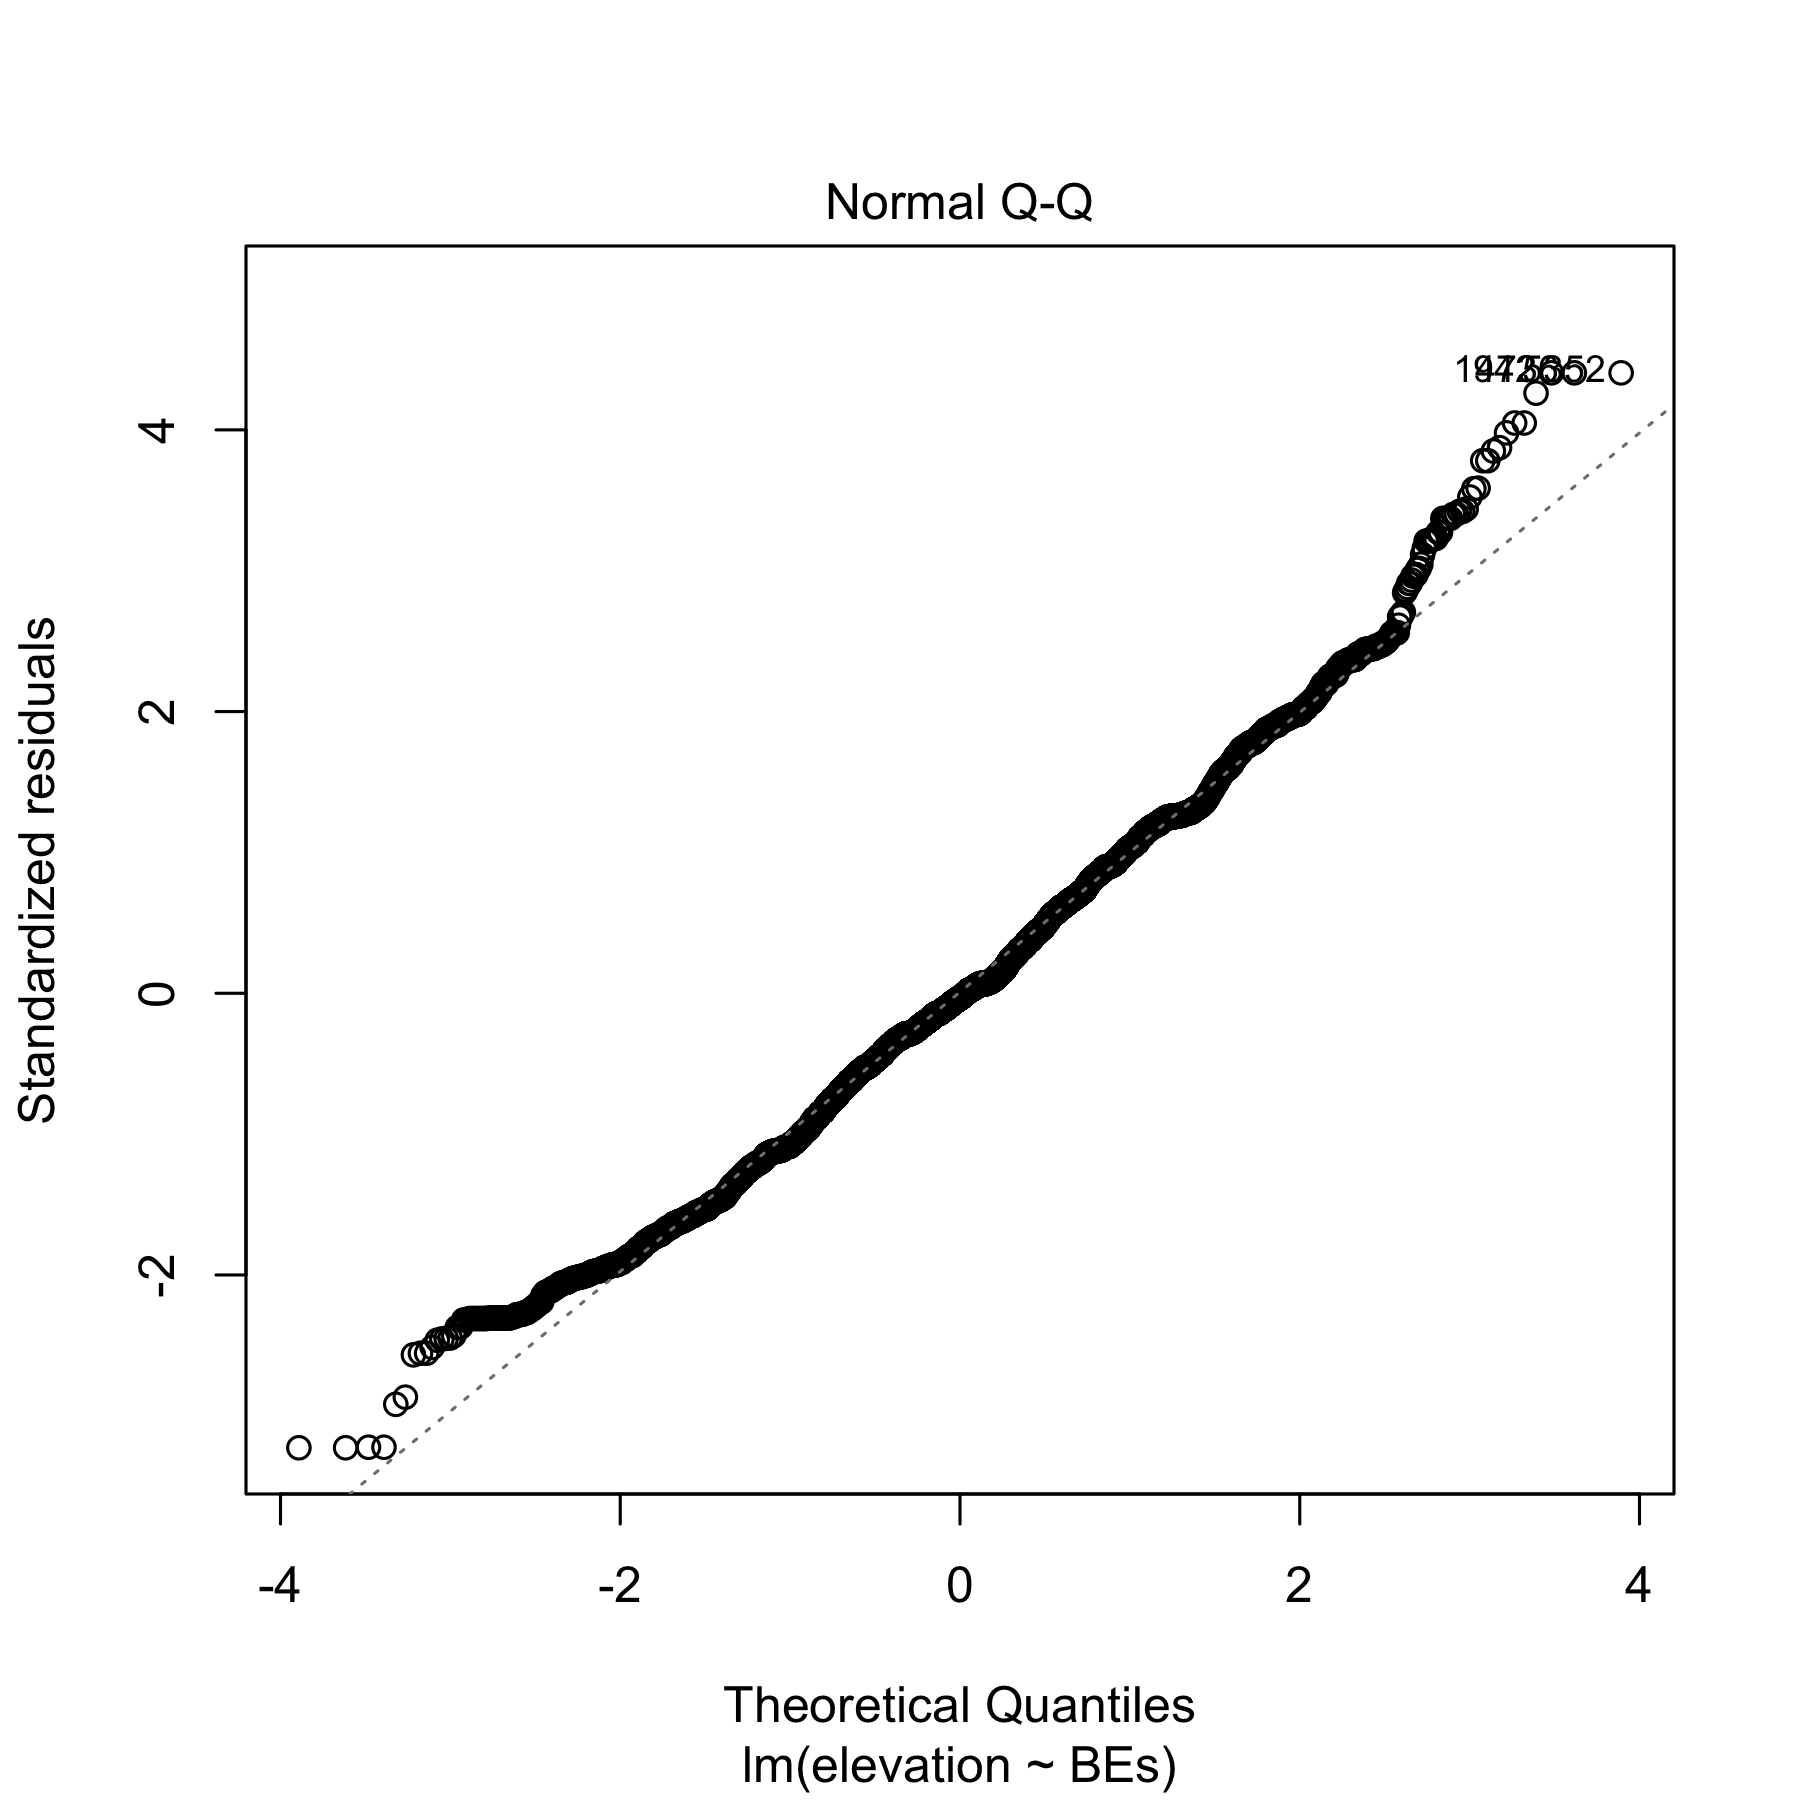 Normal Q-Q
Standardized residuals
4
2
0
-2
-4 -2 0 2 4
Theoretical Quantiles
lm(elevation ~ BEs)